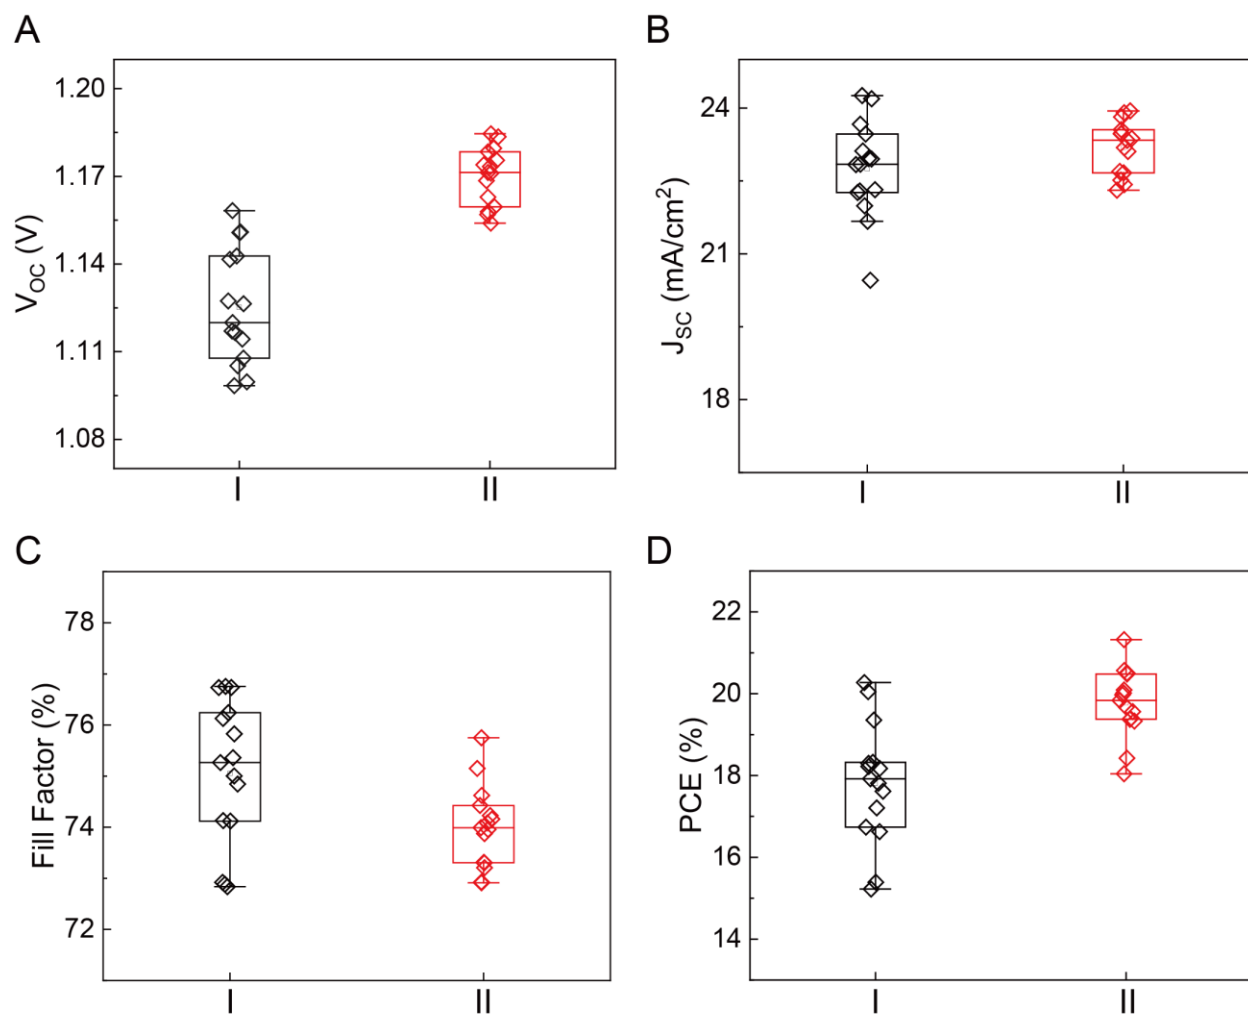 A
V_OC (V)
1.20
1.17
1.14
1.11
1.08
I
II
B
J_SC (mA/cm²)
24
21
18
I
II
C
Fill Factor (%)
78
76
74
72
I
II
D
PCE (%)
22
20
18
16
14
I
II